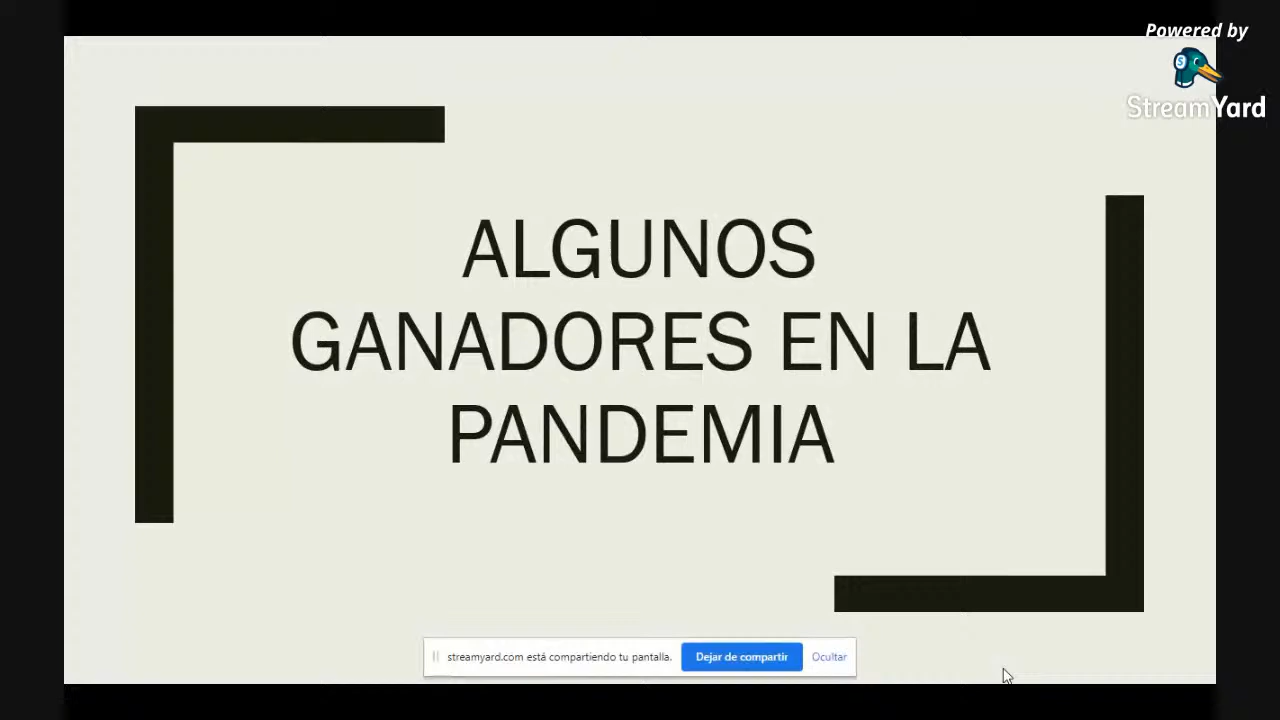 Powered by
StreamYard
ALGUNOS
GANADORES EN LA
PANDEMIA
streamyard.com está compartiendo tu pantalla. Dejar de compartir Ocultar